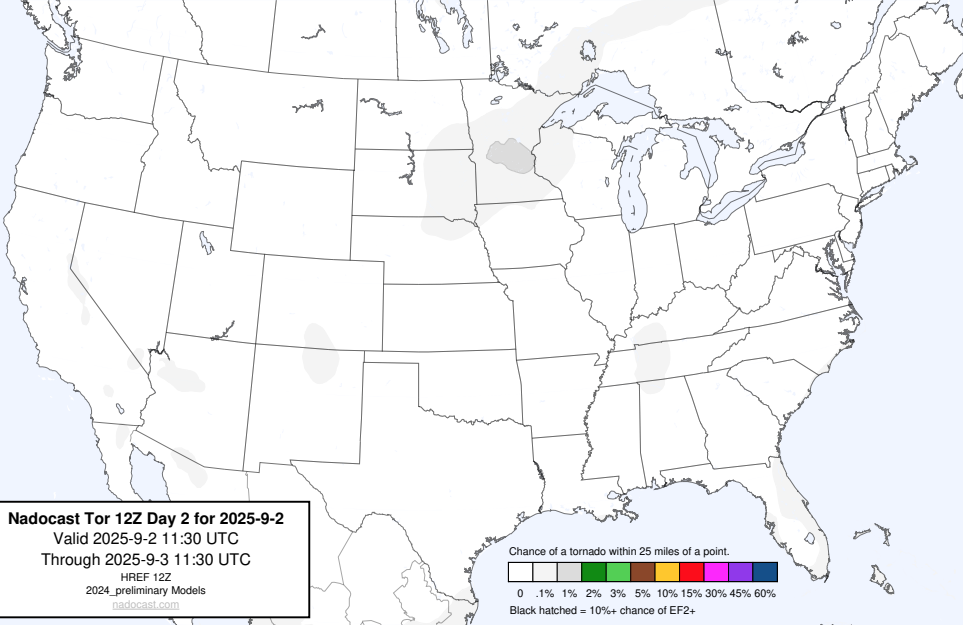 Nadocast Tor 12Z Day 2 for 2025-9-2
Valid 2025-9-2 11:30 UTC
Through 2025-9-3 11:30 UTC
HREF 12Z
2024_preliminary Models
nadocast.com
Chance of a tornado within 25 miles of a point.
0 .1% 1% 2% 3% 5% 10% 15% 30% 45% 60%
Black hatched = 10%+ chance of EF2+